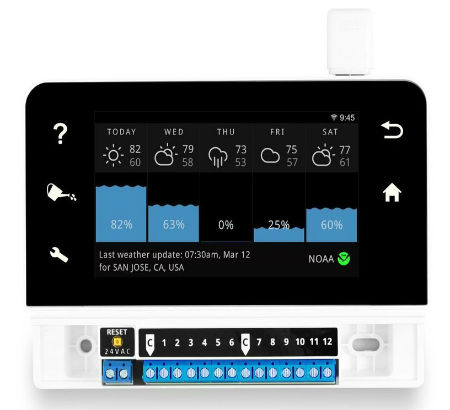 9:45
TODAY WED THU FRI SAT
82 79 73 75 77
60 58 53 57 61
82% 63% 0% 25% 60%
Last weather update: 07:30am, Mar 12
for SAN JOSE, CA, USA
NOAA
?
RESET
24VAC
C 1 2 3 4 5 6 C 7 8 9 10 11 12